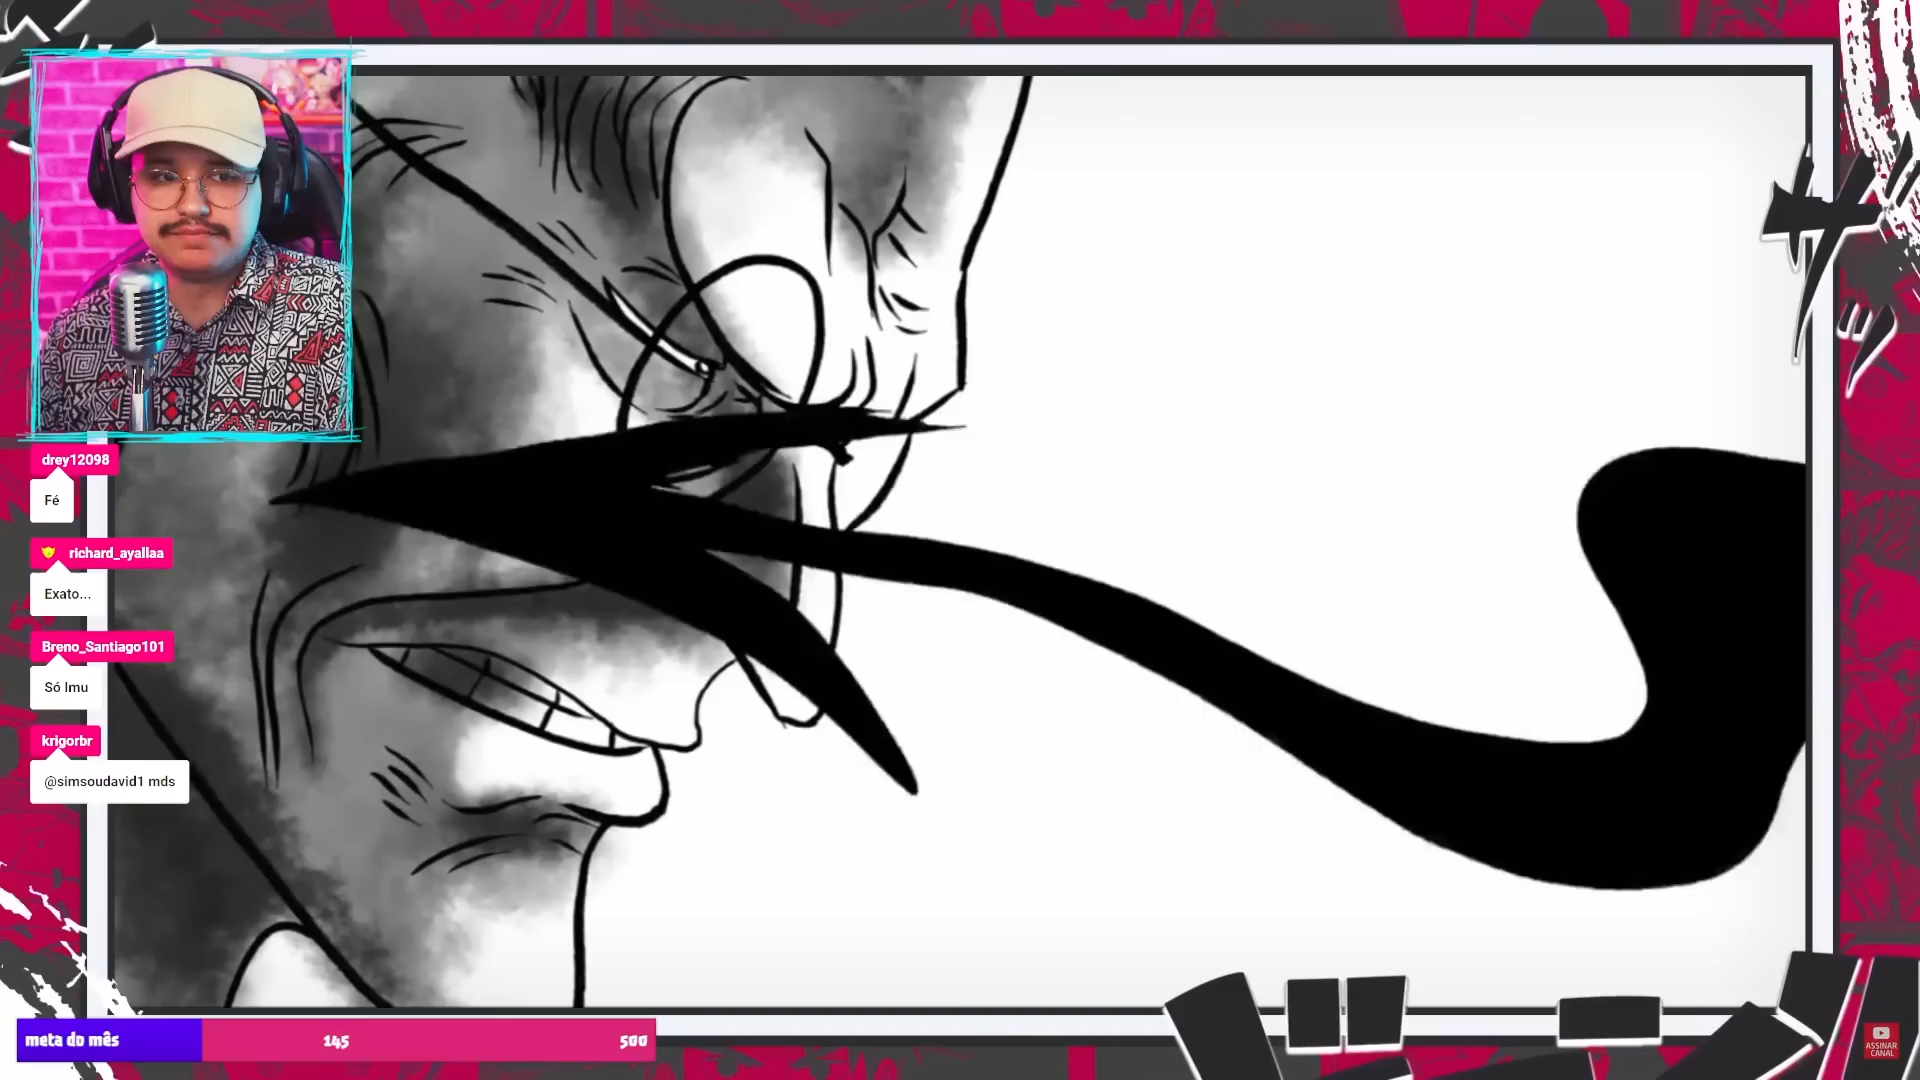 drey12098
Fé
richard_ayallaa
Exato...
Breno_Santiago101
Só Imu
krigorbr
@simsoudavid1 mds
meta do mês
145
500
ASSINAR
CANAL